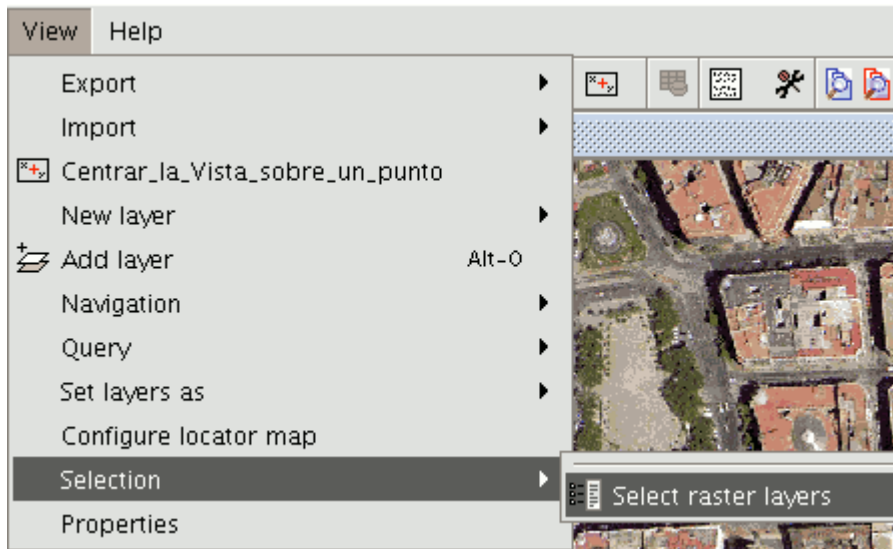 View Help
Export
Import
Centrar_la_Vista_sobre_un_punto
New layer
Add layer Alt-O
Navigation
Query
Set layers as
Configure locator map
Selection
Select raster layers
Properties